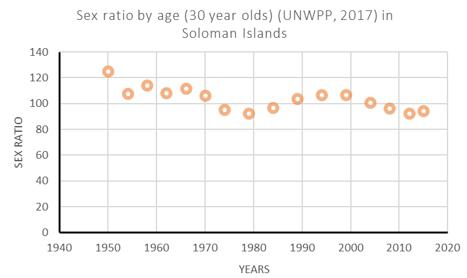 Sex ratio by age (30 year olds) (UNWPP, 2017) in
Soloman Islands
140
120
100
80
60
40
20
0
SEX RATIO
1940 1950 1960 1970 1980 1990 2000 2010 2020
YEARS